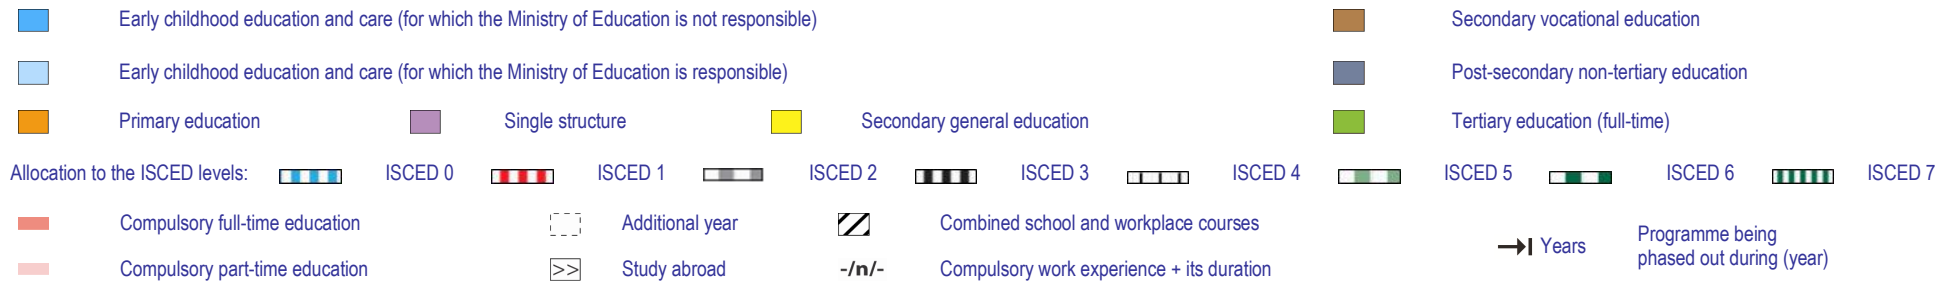 Early childhood education and care (for which the Ministry of Education is not responsible)
Secondary vocational education
Early childhood education and care (for which the Ministry of Education is responsible)
Post-secondary non-tertiary education
Primary education
Single structure
Secondary general education
Tertiary education (full-time)
Allocation to the ISCED levels:
ISCED 0
ISCED 1
ISCED 2
ISCED 3
ISCED 4
ISCED 5
ISCED 6
ISCED 7
Compulsory full-time education
Additional year
Combined school and workplace courses
Years
Programme being
phased out during (year)
Compulsory part-time education
>>
Study abroad
-/n/-
Compulsory work experience + its duration